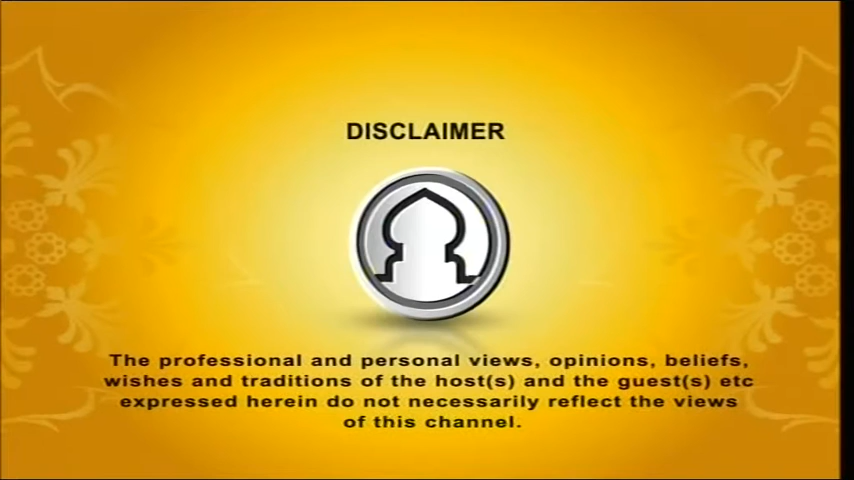 DISCLAIMER
The professional and personal views, opinions, beliefs,
wishes and traditions of the host(s) and the guest(s) etc
expressed herein do not necessarily reflect the views
of this channel.